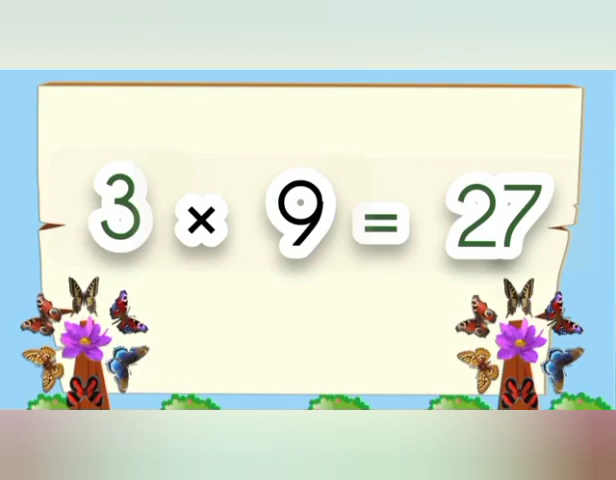 3 × 9 = 27